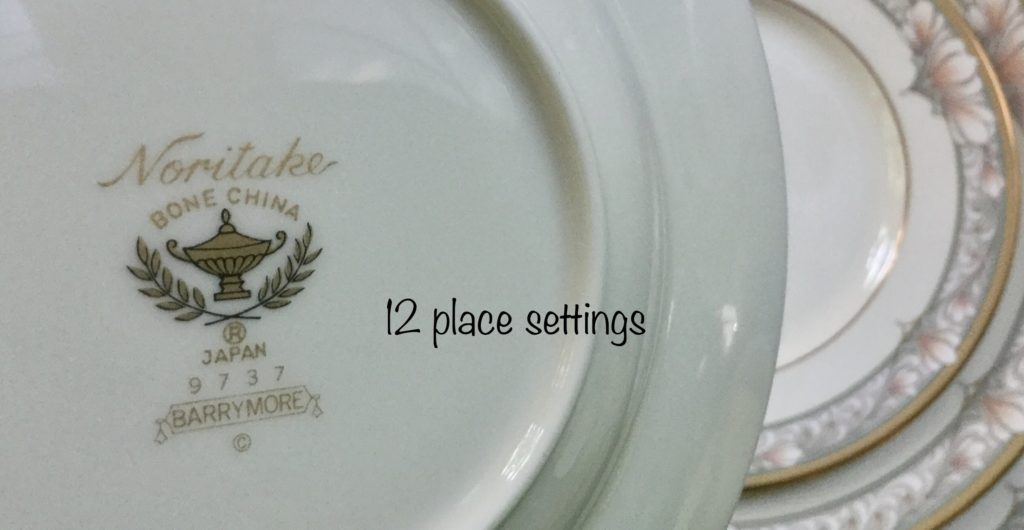 Noritake
BONE CHINA
®
JAPAN
9737
BARRYMORE
©
12 place settings